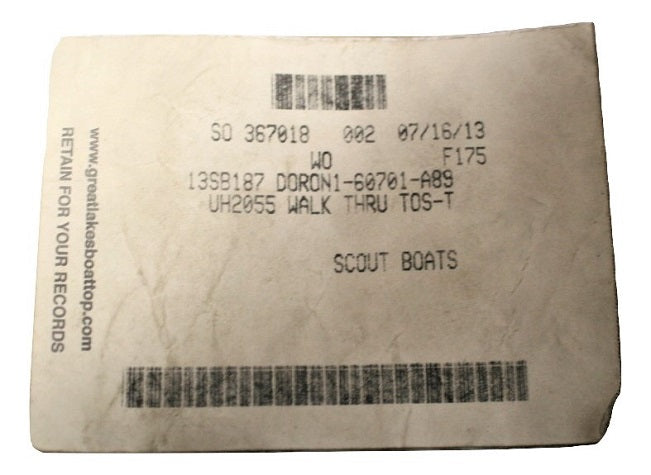 SO 367018 002 07/16/13
WO F175
13SB187 DORON1-60701-A89
UH2055 WALK THRU TOS-T
SCOUT BOATS
www.greatlakesboattop.com
RETAIN FOR YOUR RECORDS